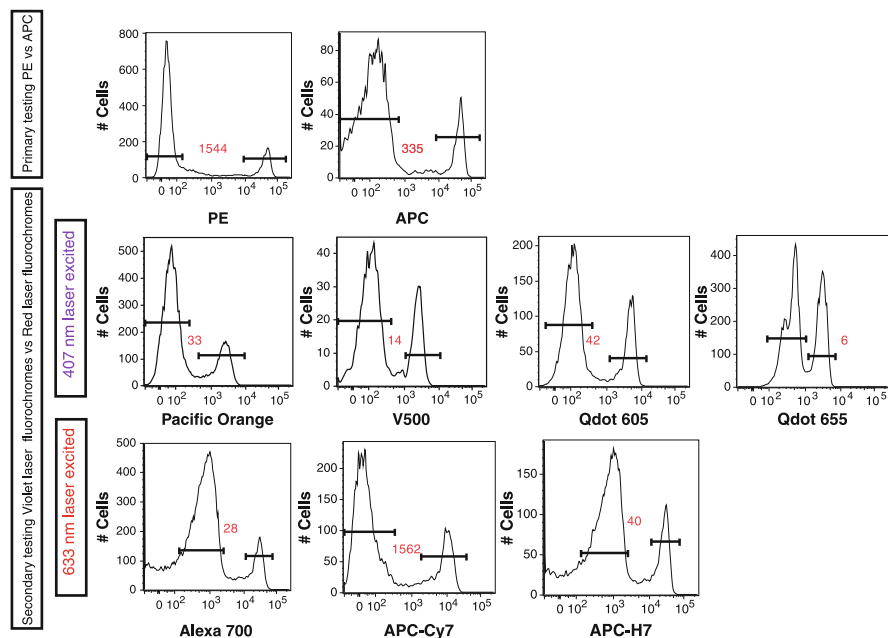 Primary testing PE vs APC
# Cells
800
600
400
200
0
1544
0 10² 10³ 10⁴ 10⁵
PE
# Cells
80
60
40
20
0
335
0 10² 10³ 10⁴ 10⁵
APC
Secondary testing Violet laser fluorochromes vs Red laser fluorochromes
407 nm laser excited
# Cells
500
400
300
200
100
0
33
0 10² 10³ 10⁴ 10⁵
Pacific Orange
# Cells
40
30
20
10
0
14
0 10² 10³ 10⁴ 10⁵
V500
# Cells
205
150
100
50
0
42
0 10² 10³ 10⁴ 10⁵
Qdot 605
# Cells
400
300
200
100
0
6
0 10² 10³ 10⁴ 10⁵
Qdot 655
633 nm laser excited
# Cells
500
400
300
200
100
0
28
0 10² 10³ 10⁴ 10⁵
Alexa 700
# Cells
200
150
100
50
0
1562
0 10² 10³ 10⁴ 10⁵
APC-Cy7
# Cells
150
100
50
0
40
0 10² 10³ 10⁴ 10⁵
APC-H7